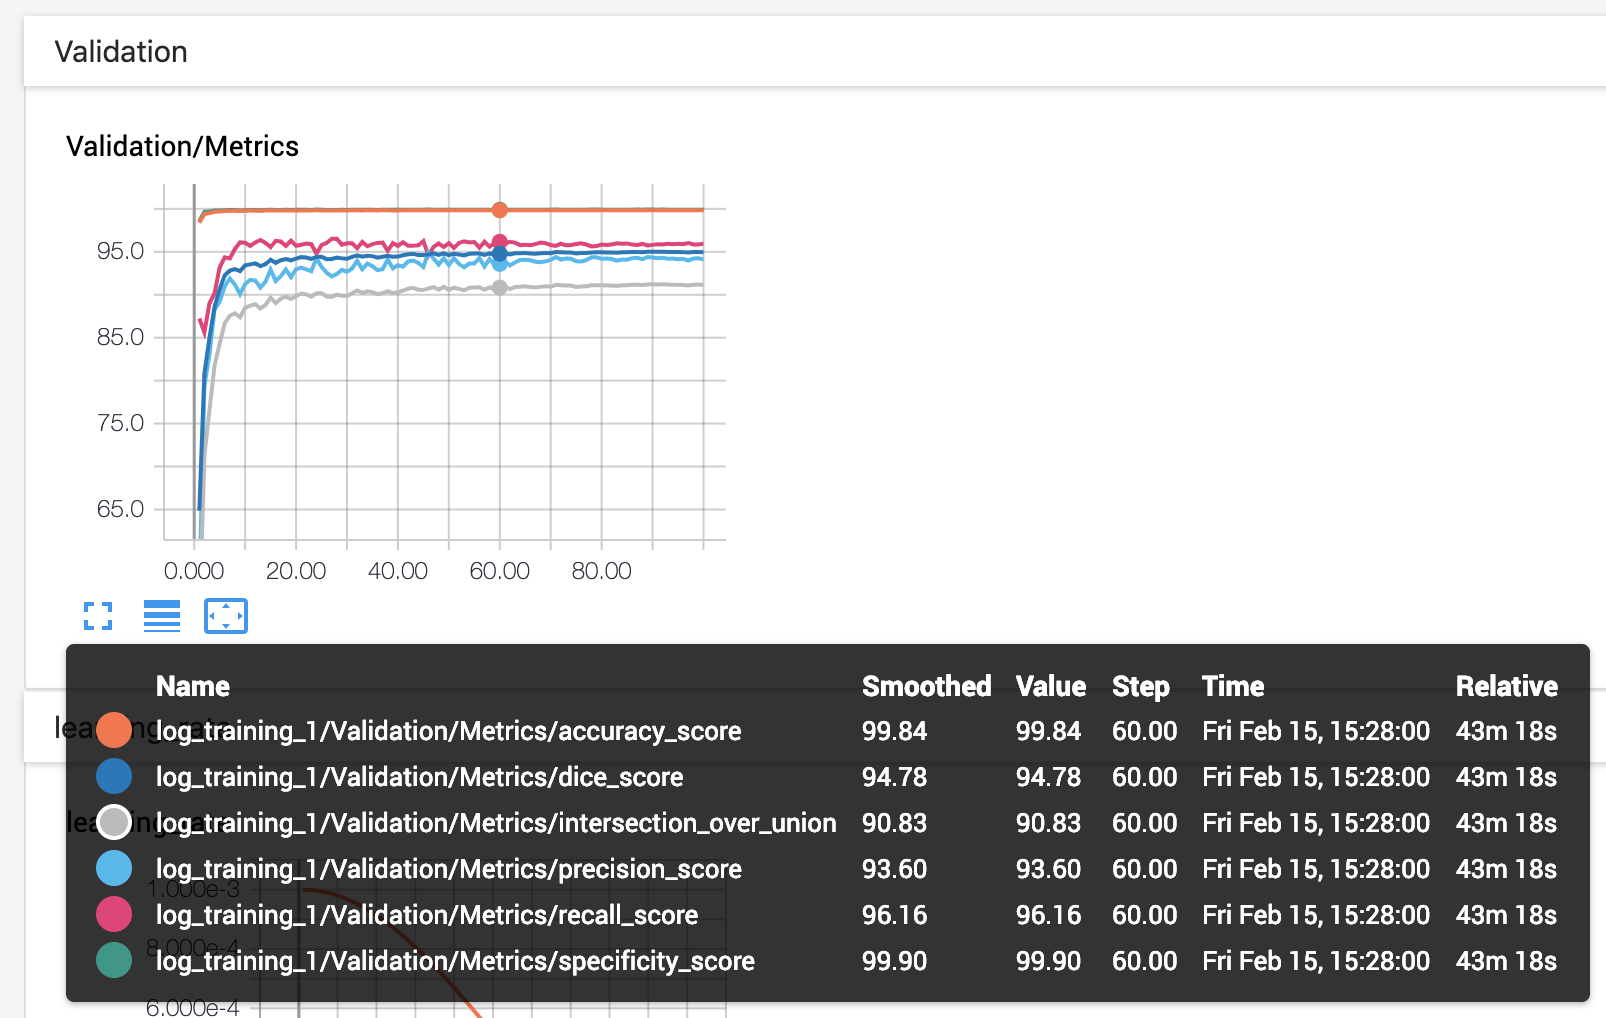 Validation
Validation/Metrics
95.0
85.0
75.0
65.0
0.000 20.00 40.00 60.00 80.00
Name Smoothed Value Step Time Relative
log_training_1/Validation/Metrics/accuracy_score 99.84 99.84 60.00 Fri Feb 15, 15:28:00 43m 18s
log_training_1/Validation/Metrics/dice_score 94.78 94.78 60.00 Fri Feb 15, 15:28:00 43m 18s
log_training_1/Validation/Metrics/intersection_over_union 90.83 90.83 60.00 Fri Feb 15, 15:28:00 43m 18s
log_training_1/Validation/Metrics/precision_score 93.60 93.60 60.00 Fri Feb 15, 15:28:00 43m 18s
1.000e-3
log_training_1/Validation/Metrics/recall_score 96.16 96.16 60.00 Fri Feb 15, 15:28:00 43m 18s
8.000e-4
log_training_1/Validation/Metrics/specificity_score 99.90 99.90 60.00 Fri Feb 15, 15:28:00 43m 18s
6.000e-4